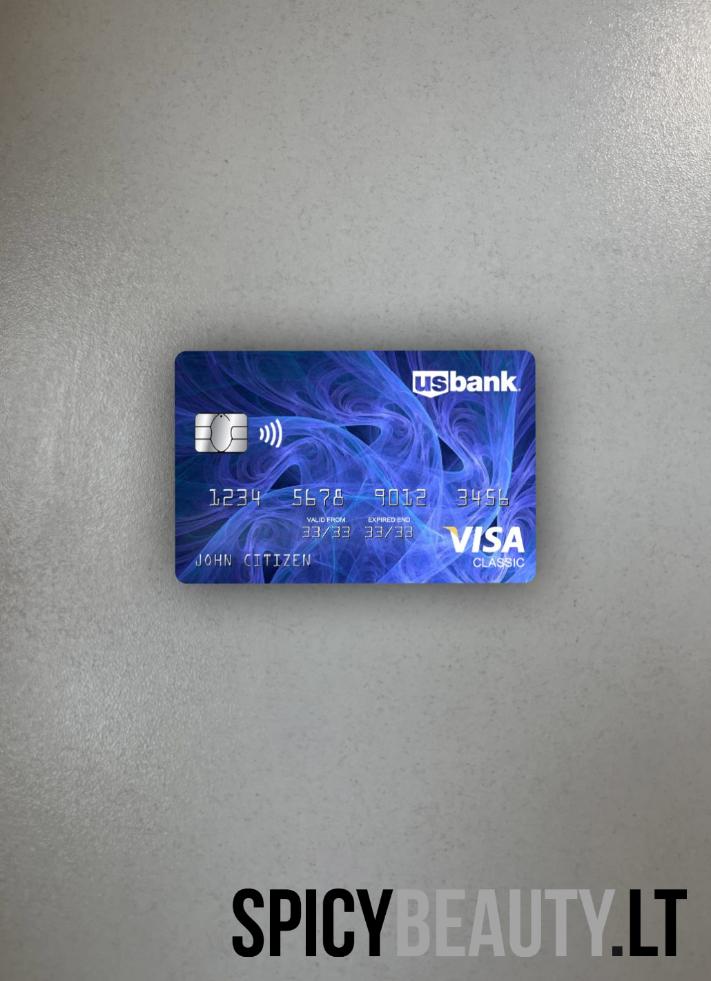 usbank
1234 5678 9012 3456
VALID FROM EXPIRED END
33/33 33/33
JOHN CITIZEN
VISA
CLASSIC
SPICYBEAUTY.LT